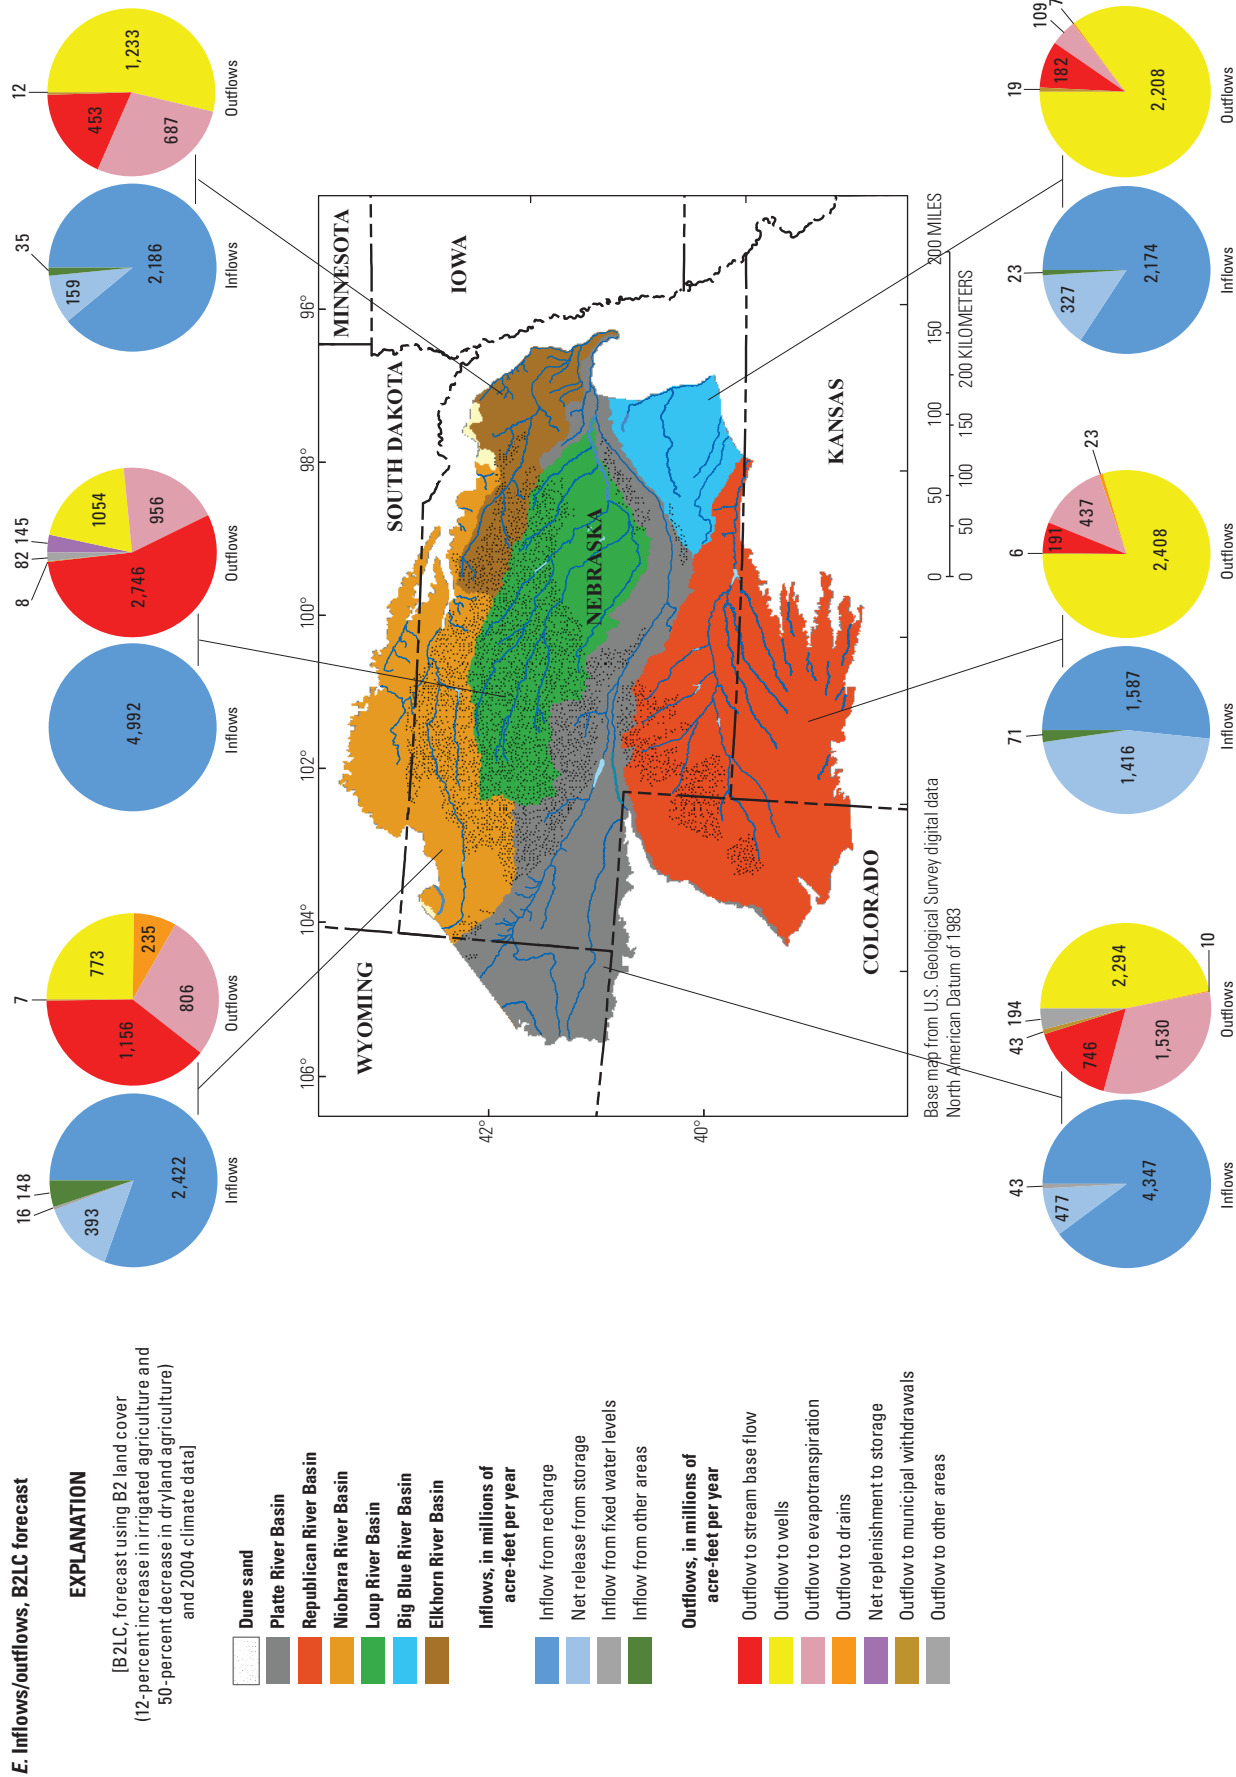 E. Inflows/outflows, B2LC forecast
EXPLANATION
[B2LC, forecast using B2 land cover
(12-percent increase in irrigated agriculture and
50-percent decrease in dryland agriculture)
and 2004 climate data]
Dune sand
Platte River Basin
Republican River Basin
Niobrara River Basin
Loup River Basin
Big Blue River Basin
Elkhorn River Basin
Inflows, in millions of
acre-feet per year
Inflow from recharge
Net release from storage
Inflow from fixed water levels
Inflow from other areas
Outflows, in millions of
acre-feet per year
Outflow to stream base flow
Outflow to wells
Outflow to evapotranspiration
Outflow to drains
Net replenishment to storage
Outflow to municipal withdrawals
Outflow to other areas
16 148
393
2,422
Inflows
7
773
235
1,156
806
Outflows
4,992
Inflows
8
82 145
1054
956
2,746
Outflows
35
159
2,186
Inflows
12
453
1,233
687
Outflows
106°
104°
102°
100°
98°
96°
42°
40°
WYOMING
SOUTH DAKOTA
MINNESOTA
IOWA
NEBRASKA
COLORADO
KANSAS
Base map from U.S. Geological Survey digital data
North American Datum of 1983
0 50 100 150 200 MILES
0 50 100 150 200 KILOMETERS
43
477
4,347
Inflows
43
194
746
2,294
1,530
10
Outflows
71
1,416
1,587
Inflows
6
191
437
23
2,408
Outflows
23
327
2,174
Inflows
19
182
109
7
2,208
Outflows